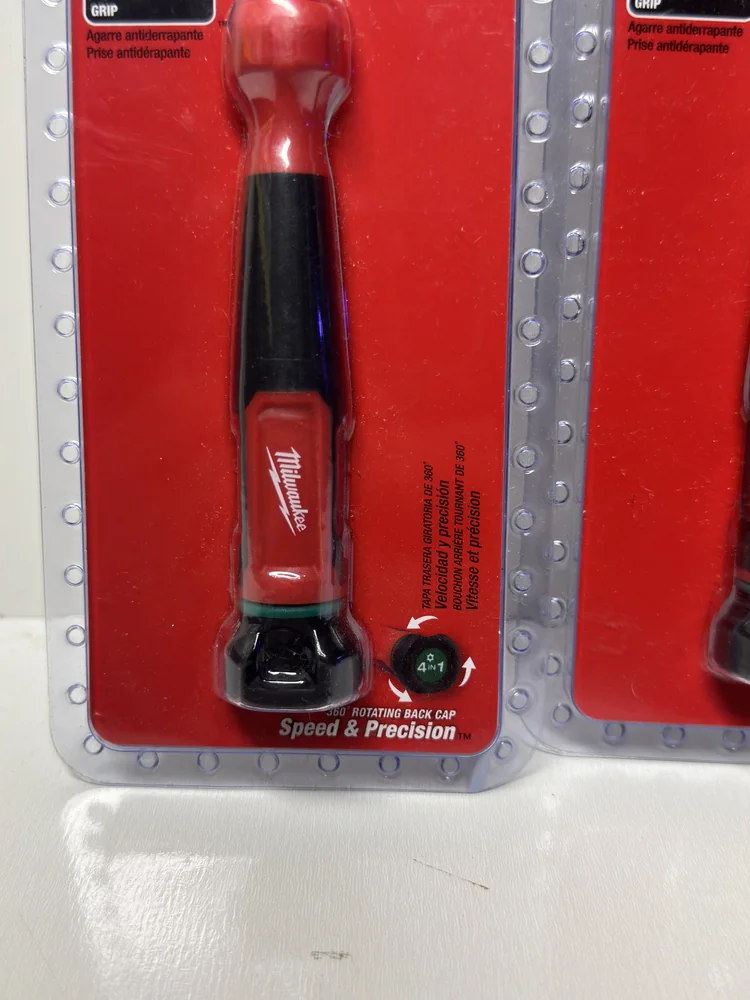 GRIP
Agarre antiderrapante
Prise antidérapante
TM
Milwaukee
TAPA TRASERA GIRATORIA DE 360°
Velocidad y precisión
BOUCHON ARRIÈRE TOURNANT DE 360°
Vitesse et précision
4 IN 1
360° ROTATING BACK CAP
Speed & Precision™
GRIP
Agarre antiderrapante
Prise antidérapante